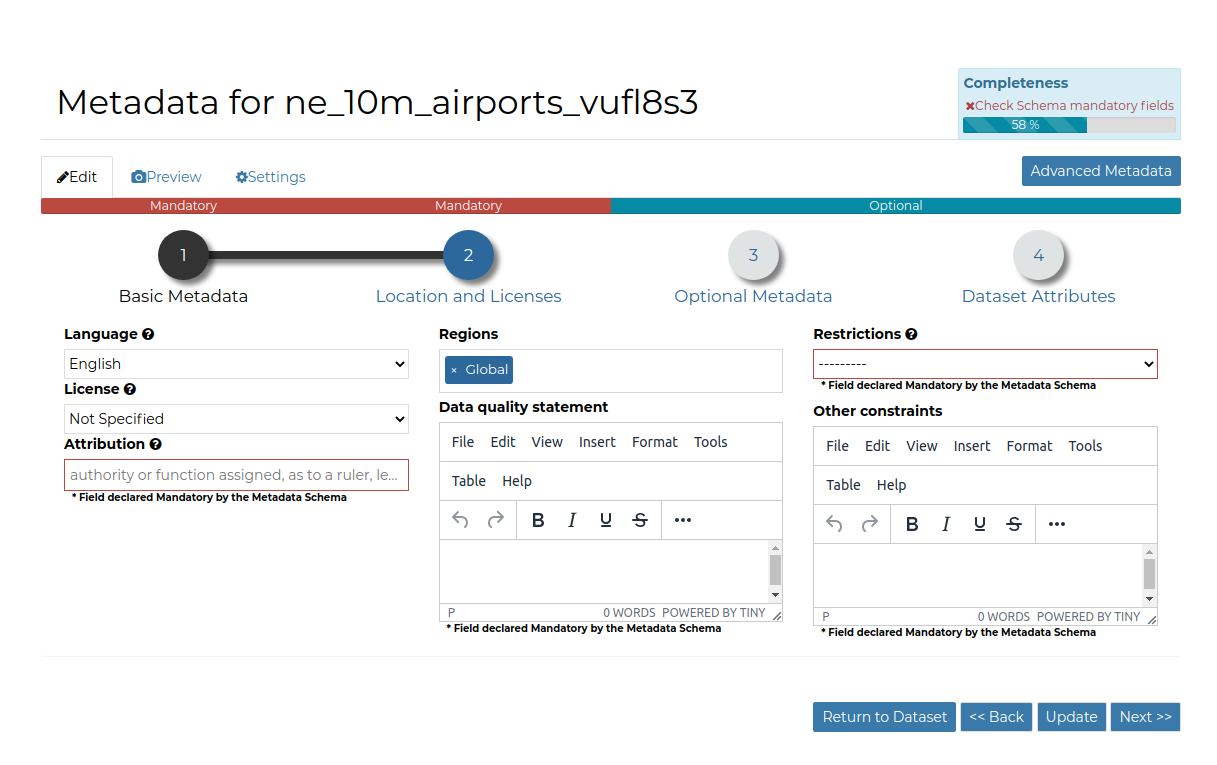 Completeness
Metadata for ne_10m_airports_vufl8s3
✖Check Schema mandatory fields
58 %
Edit
Preview
Settings
Advanced Metadata
Mandatory
Mandatory
Optional
1
2
3
4
Basic Metadata
Location and Licenses
Optional Metadata
Dataset Attributes
Language
English
License
Not Specified
Attribution
authority or function assigned, as to a ruler, le...
* Field declared Mandatory by the Metadata Schema
Regions
× Global
Data quality statement
File Edit View Insert Format Tools
Table Help
B I U S ...
P 0 WORDS POWERED BY TINY
* Field declared Mandatory by the Metadata Schema
Restrictions
---------
* Field declared Mandatory by the Metadata Schema
Other constraints
File Edit View Insert Format Tools
Table Help
B I U S ...
P 0 WORDS POWERED BY TINY
* Field declared Mandatory by the Metadata Schema
Return to Dataset
<< Back
Update
Next >>